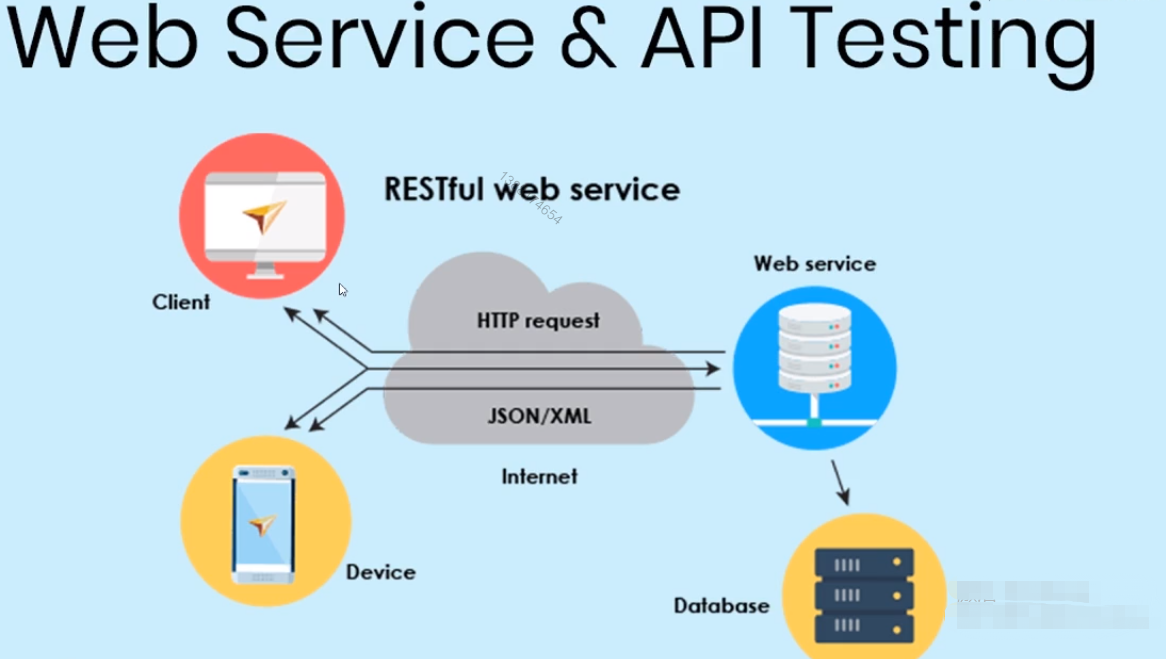 Web Service & API Testing
RESTful web service
Web service
Client
HTTP request
JSON/XML
Internet
Device
Database